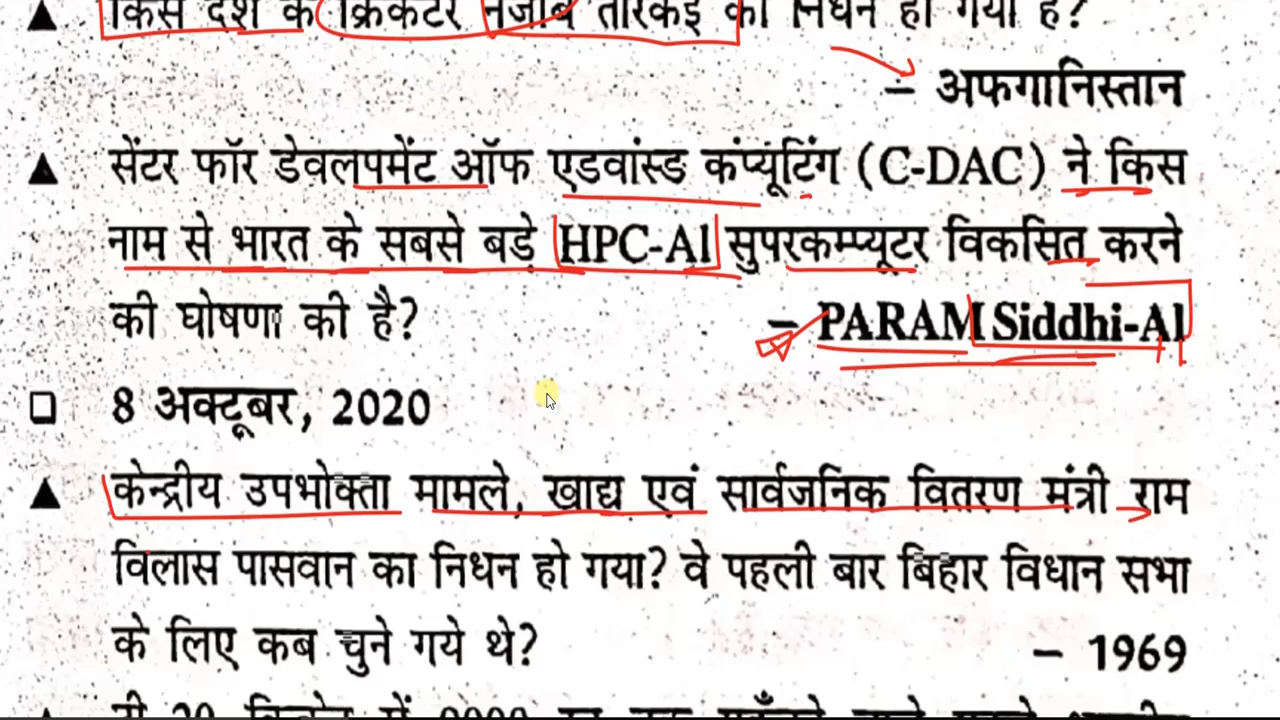 ▲ किस देश के क्रिकेटर नजीब तारकई का निधन हो गया है?
– अफगानिस्तान
▲ सेंटर फॉर डेवलपमेंट ऑफ एडवांस्ड कंप्यूटिंग (C-DAC) ने किस
नाम से भारत के सबसे बड़े HPC-AI सुपरकम्प्यूटर विकसित करने
की घोषणा की है? – PARAM Siddhi-AI
❑ 8 अक्टूबर, 2020
▲ केन्द्रीय उपभोक्ता मामले, खाद्य एवं सार्वजनिक वितरण मंत्री राम
विलास पासवान का निधन हो गया? वे पहली बार बिहार विधान सभा
के लिए कब चुने गये थे? – 1969